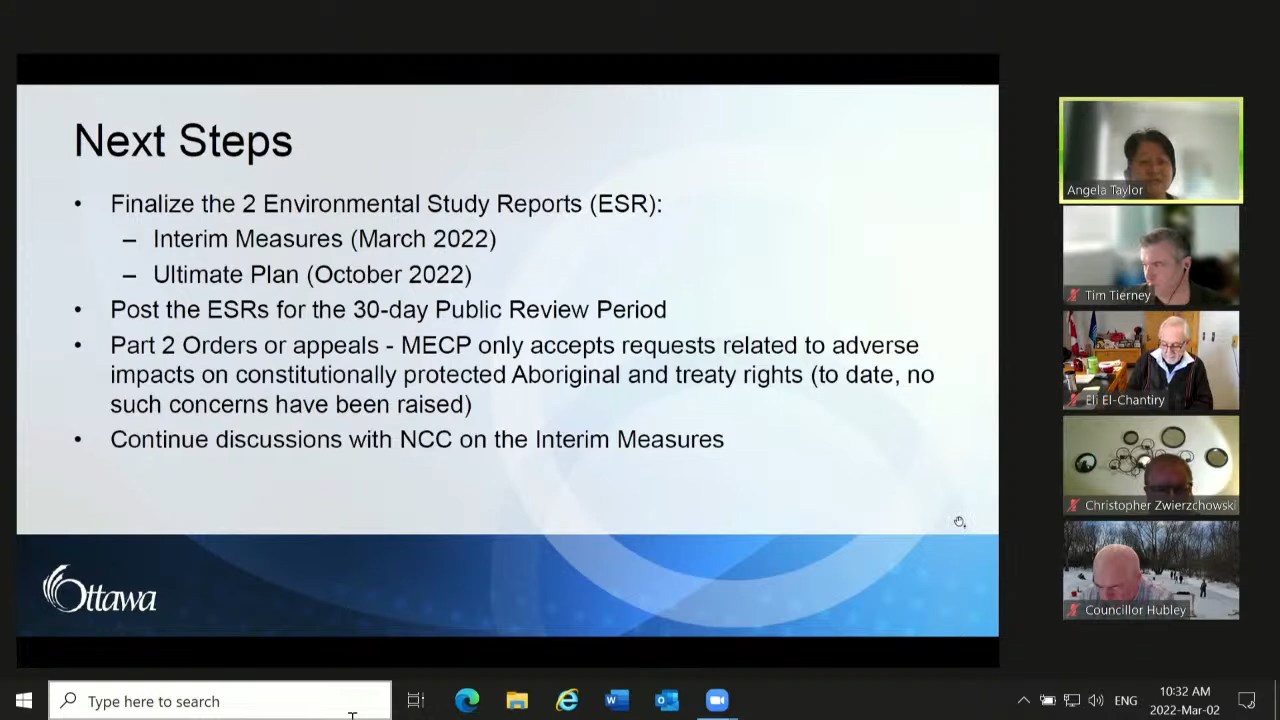 Next Steps
• Finalize the 2 Environmental Study Reports (ESR):
– Interim Measures (March 2022)
– Ultimate Plan (October 2022)
• Post the ESRs for the 30-day Public Review Period
• Part 2 Orders or appeals - MECP only accepts requests related to adverse
impacts on constitutionally protected Aboriginal and treaty rights (to date, no
such concerns have been raised)
• Continue discussions with NCC on the Interim Measures
Ottawa
Angela Taylor
Tim Tierney
Eli El-Chantiry
Christopher Zwierzchowski
Councillor Hubley
Type here to search
ENG
10:32 AM
2022-Mar-02